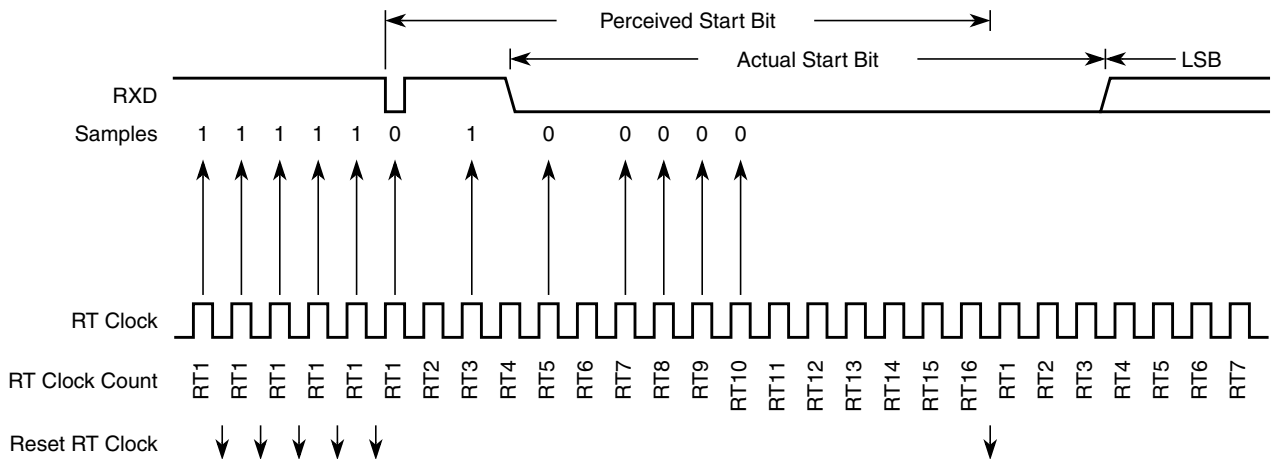 Perceived Start Bit
Actual Start Bit LSB
RXD
Samples 1 1 1 1 1 0 1 0 0 0 0 0
RT Clock
RT Clock Count RT1 RT1 RT1 RT1 RT1 RT1 RT2 RT3 RT4 RT5 RT6 RT7 RT8 RT9 RT10 RT11 RT12 RT13 RT14 RT15 RT16 RT1 RT2 RT3 RT4 RT5 RT6 RT7
Reset RT Clock